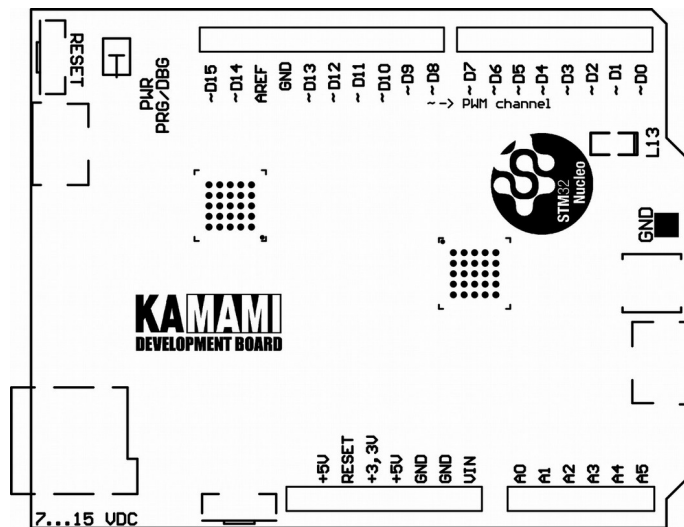 RESET
PWR
PRG/DBG
~D15
~D14
AREF
GND
~D13
~D12
~D11
~D10
~D9
~D8
~D7
~D6
~D5
~D4
~D3
~D2
~D1
~D0
~-> PWM channel
L13
STM32
Nucleo
GND
KAMAMI
DEVELOPMENT BOARD
+5V
RESET
+3,3V
+5V
GND
GND
VIN
A0
A1
A2
A3
A4
A5
7...15 VDC